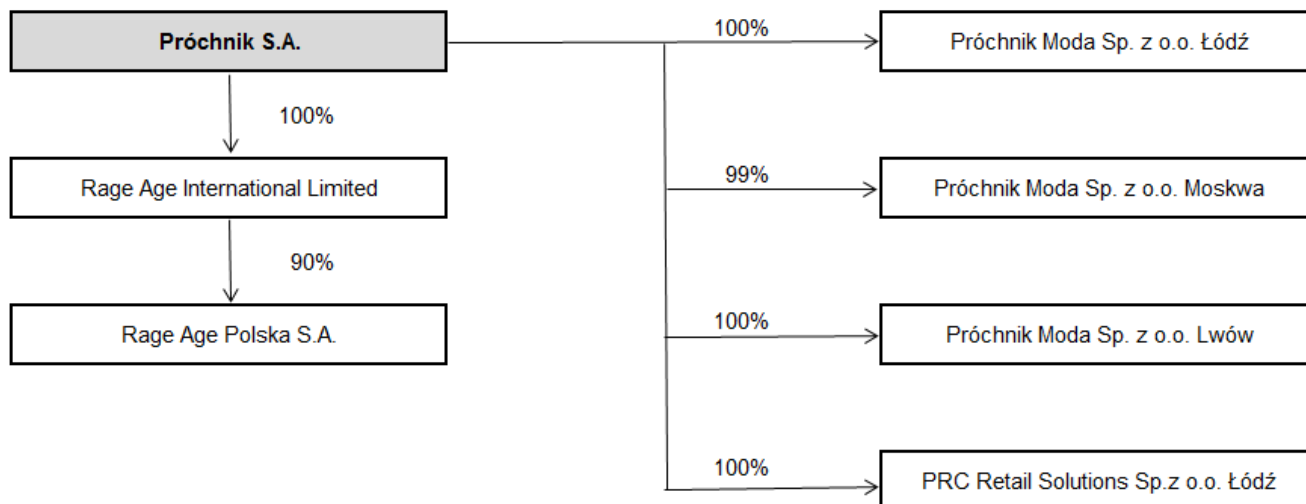 Próchnik S.A.
100%
Próchnik Moda Sp. z o.o. Łódź
100%
Rage Age International Limited
99%
Próchnik Moda Sp. z o.o. Moskwa
90%
Rage Age Polska S.A.
100%
Próchnik Moda Sp. z o.o. Lwów
100%
PRC Retail Solutions Sp.z o.o. Łódź